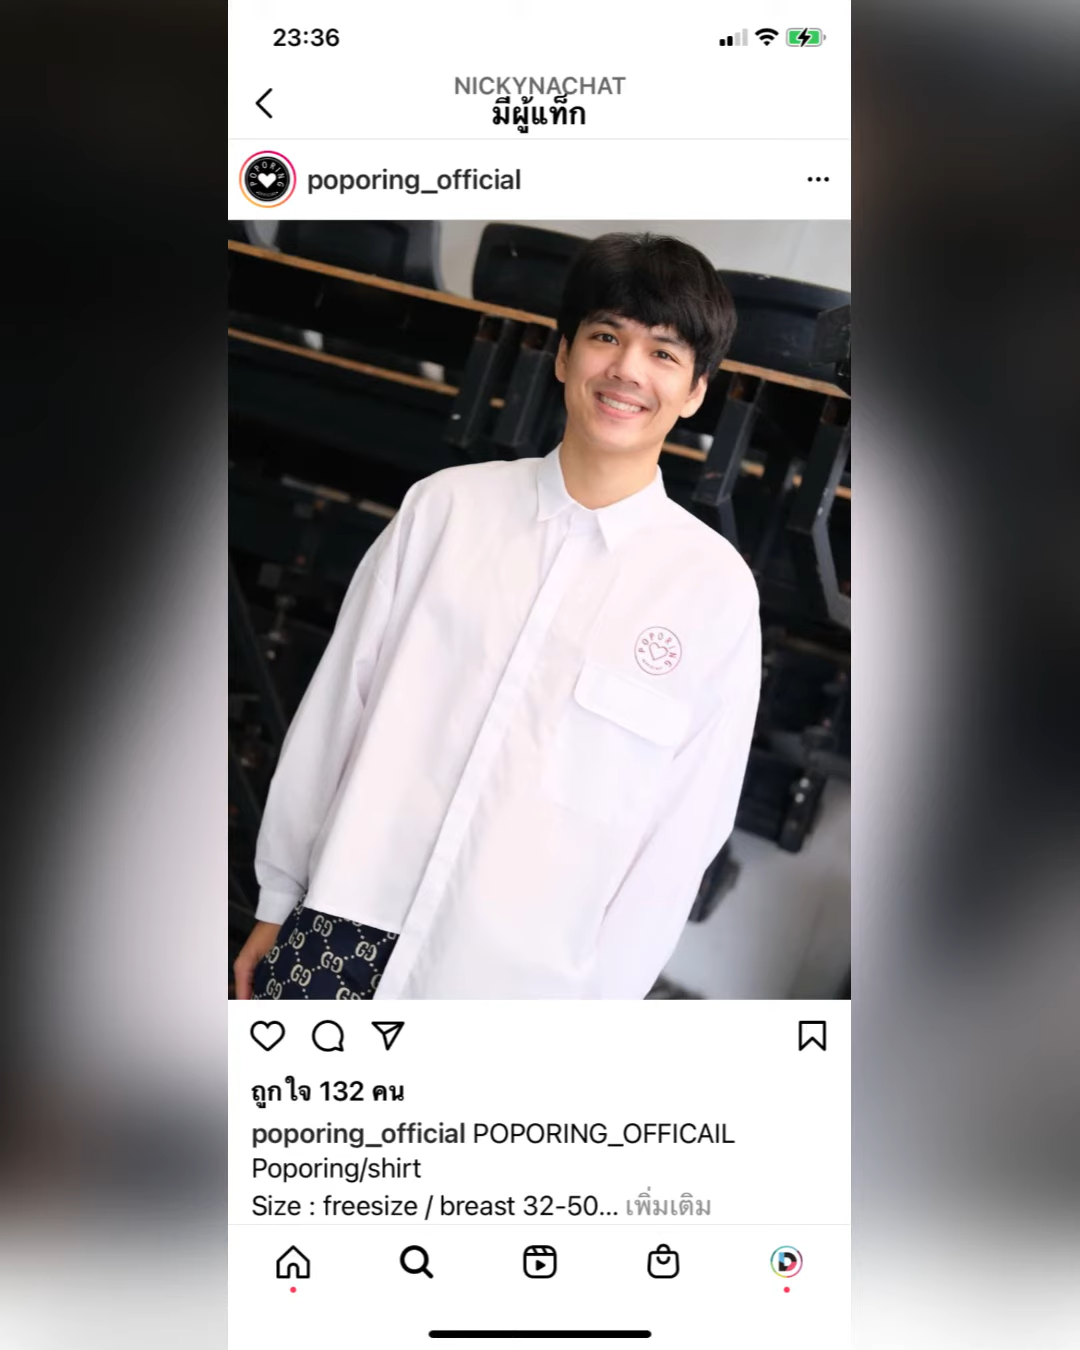 23:36
NICKYNACHAT
มีผู้แท็ก
POPORING
poporing_official
POPORING
ถูกใจ 132 คน
poporing_official POPORING_OFFICAIL
Poporing/shirt
Size : freesize / breast 32-50... เพิ่มเติม